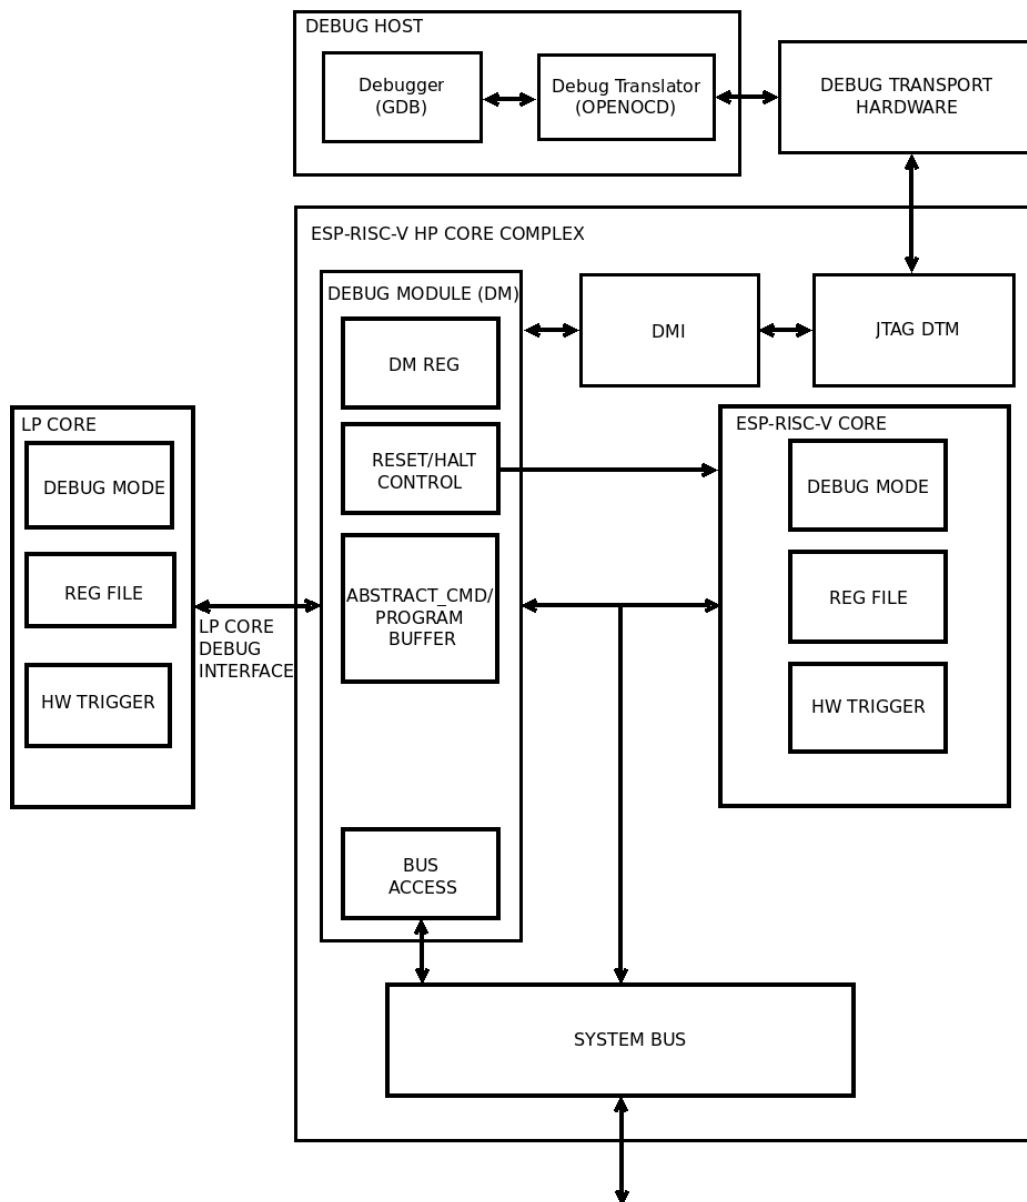 DEBUG HOST
Debugger
(GDB)
Debug Translator
(OPENOCD)
DEBUG TRANSPORT
HARDWARE
ESP-RISC-V HP CORE COMPLEX
DEBUG MODULE (DM)
DM REG
DMI
JTAG DTM
RESET/HALT
CONTROL
ABSTRACT_CMD/
PROGRAM
BUFFER
BUS
ACCESS
LP CORE
DEBUG MODE
REG FILE
HW TRIGGER
LP CORE
DEBUG
INTERFACE
ESP-RISC-V CORE
DEBUG MODE
REG FILE
HW TRIGGER
SYSTEM BUS